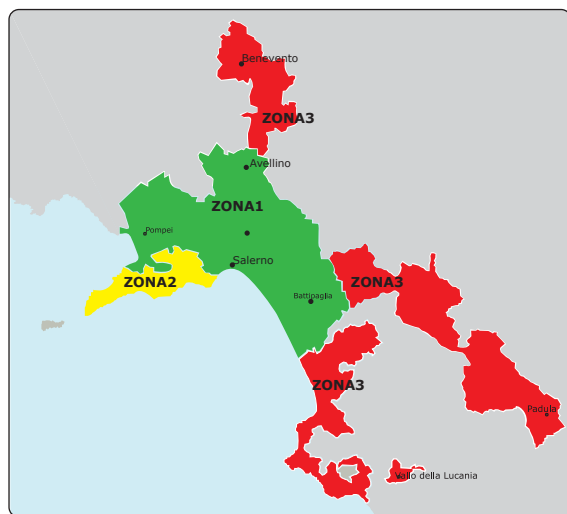 Benevento
ZONA3
Avellino
ZONA1
Pompei
Salerno
ZONA2
ZONA3
Battipaglia
ZONA3
Padula
Vallo della Lucania